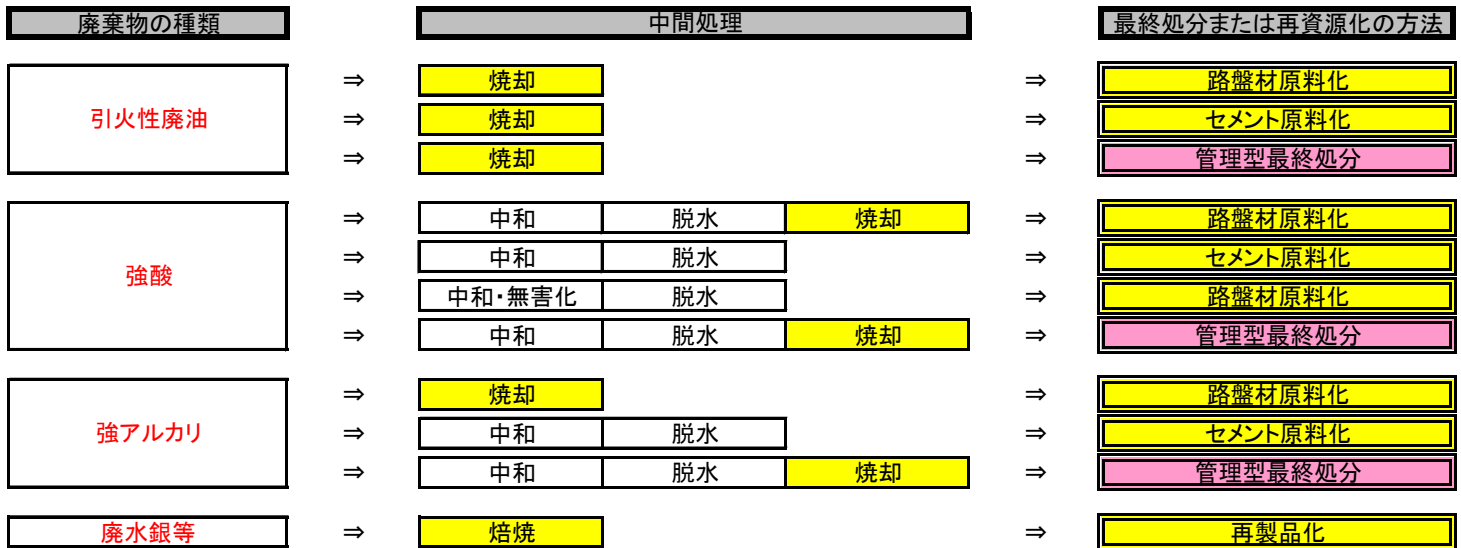 廃棄物の種類 中間処理 最終処分または再資源化の方法
⇒ 焼却 ⇒ 路盤材原料化
引火性廃油 ⇒ 焼却 ⇒ セメント原料化
⇒ 焼却 ⇒ 管理型最終処分
強酸
⇒ 中和 脱水 焼却 ⇒ 路盤材原料化
⇒ 中和 脱水 ⇒ セメント原料化
⇒ 中和・無害化 脱水 ⇒ 路盤材原料化
⇒ 中和 脱水 焼却 ⇒ 管理型最終処分
⇒ 焼却 ⇒ 路盤材原料化
強アルカリ ⇒ 中和 脱水 ⇒ セメント原料化
⇒ 中和 脱水 焼却 ⇒ 管理型最終処分
廃水銀等 ⇒ 焙焼 ⇒ 再製品化